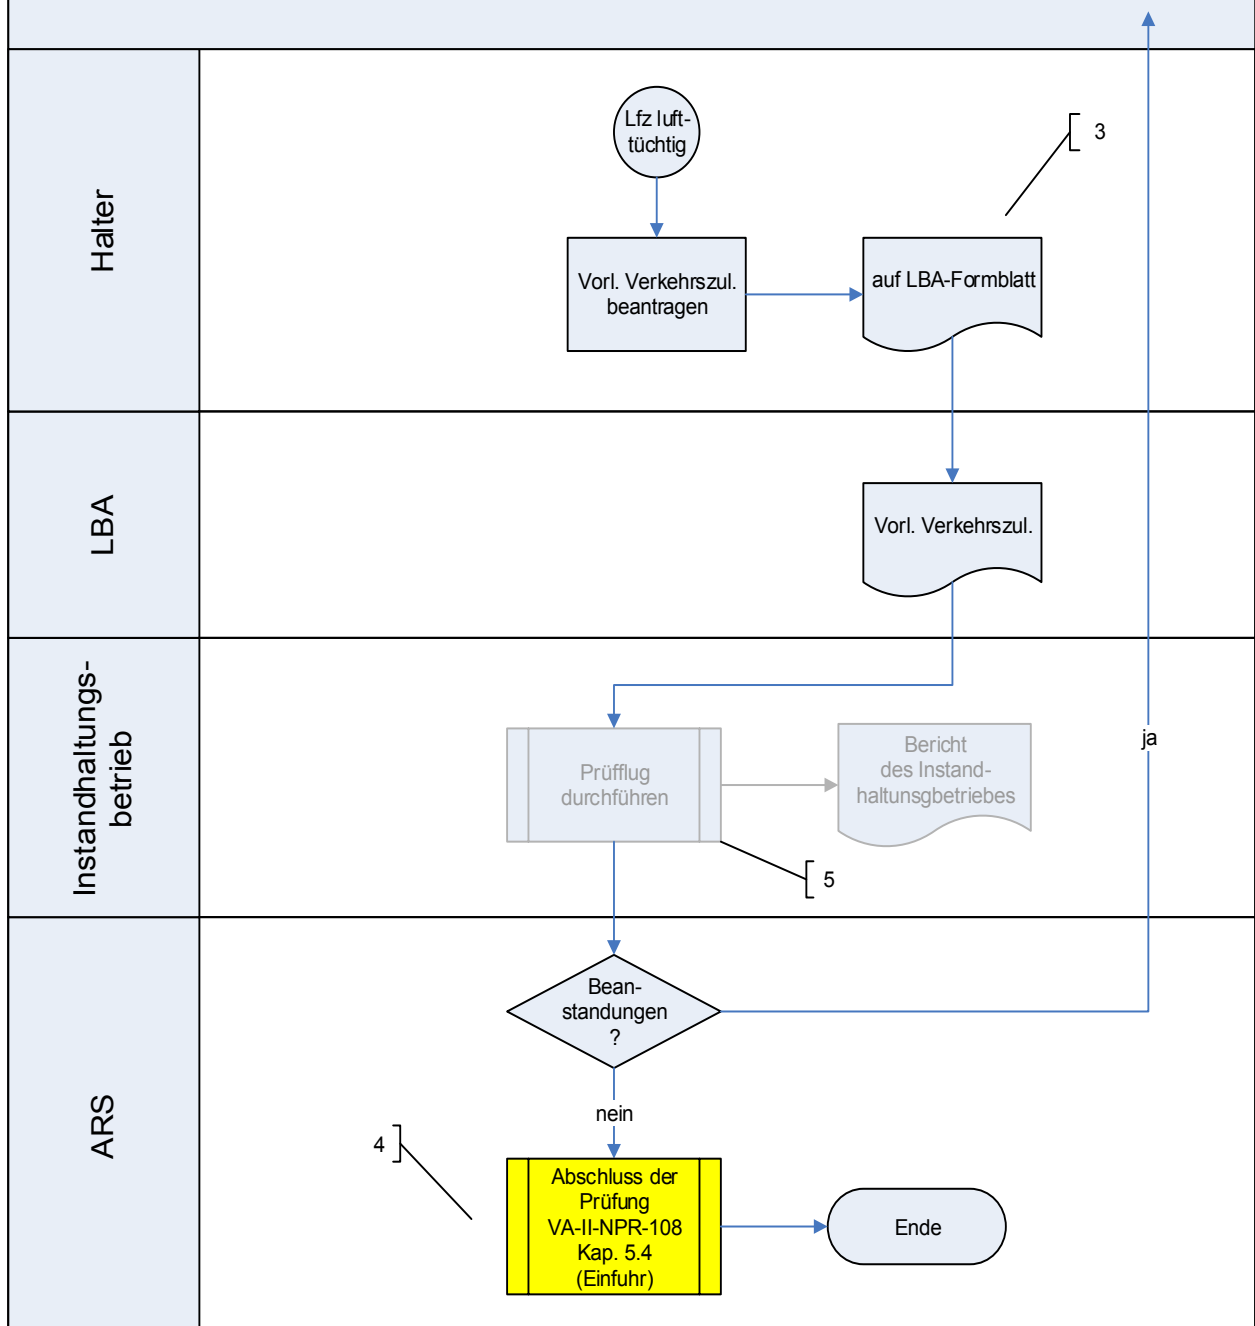 Halter
Lfz luft-
tüchtig
3
Vorl. Verkehrszul.
beantragen
auf LBA-Formblatt
LBA
Vorl. Verkehrszul.
Instandhaltungs-
betrieb
Prüfflug
durchführen
Bericht
des Instand-
haltunsgbetriebes
ja
5
ARS
Bean-
standungen
?
nein
4
Abschluss der
Prüfung
VA-II-NPR-108
Kap. 5.4
(Einfuhr)
Ende